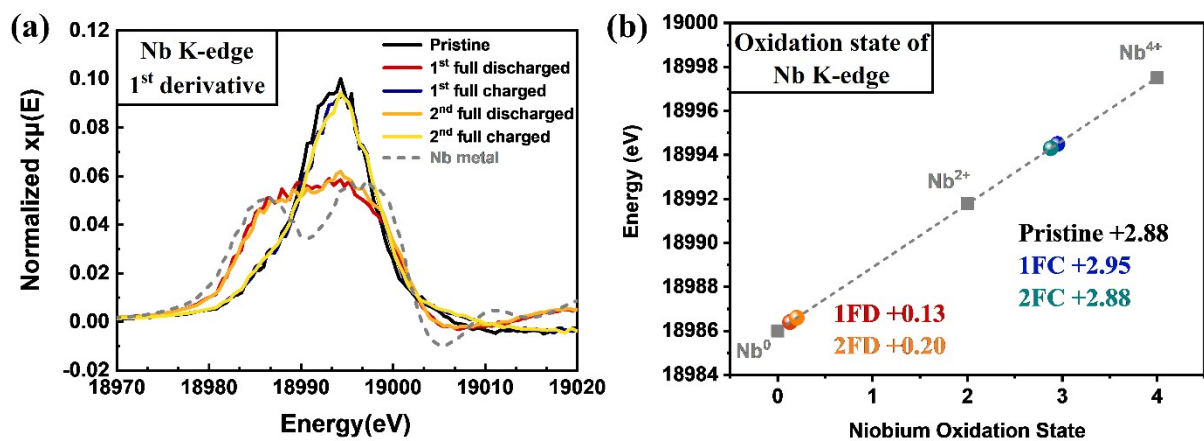 (a)
Nb K-edge
1st derivative
Pristine
1st full discharged
1st full charged
2nd full discharged
2nd full charged
Nb metal
Normalized xμ(E)
0.12
0.10
0.08
0.06
0.04
0.02
0.00
-0.02
18970 18980 18990 19000 19010 19020
Energy(eV)
(b)
Oxidation state of
Nb K-edge
Energy (eV)
19000
18998
18996
18994
18992
18990
18988
18986
18984
Nb4+
Nb2+
Nb0
Pristine +2.88
1FC +2.95
2FC +2.88
1FD +0.13
2FD +0.20
0 1 2 3 4
Niobium Oxidation State